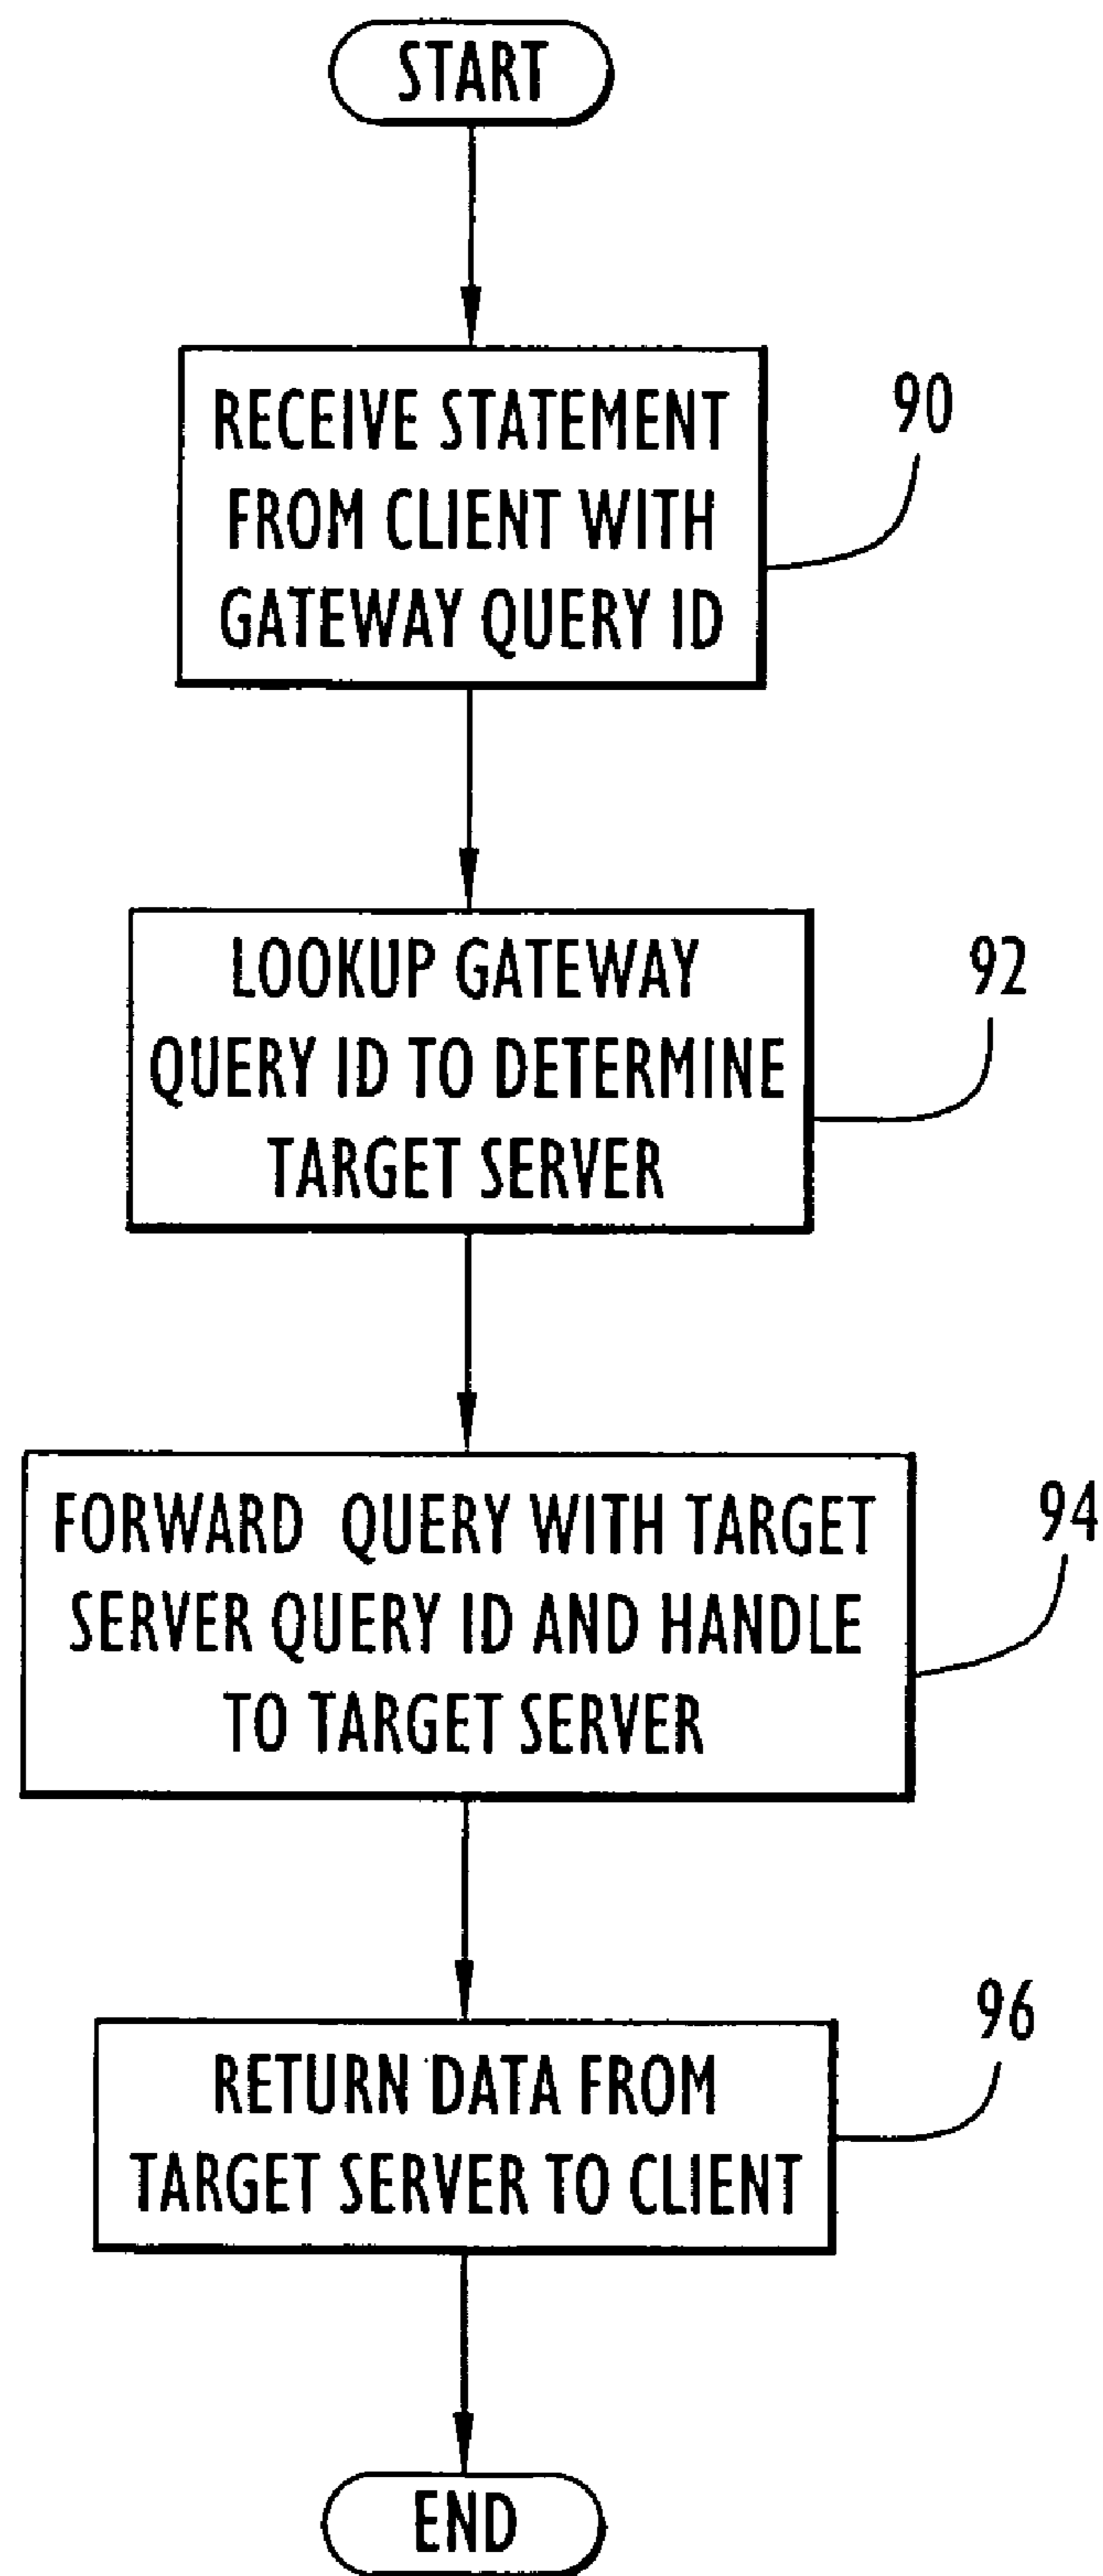 START
RECEIVE STATEMENT
FROM CLIENT WITH
GATEWAY QUERY ID
90
LOOKUP GATEWAY
QUERY ID TO DETERMINE
TARGET SERVER
92
FORWARD QUERY WITH TARGET
SERVER QUERY ID AND HANDLE
TO TARGET SERVER
94
RETURN DATA FROM
TARGET SERVER TO CLIENT
96
END